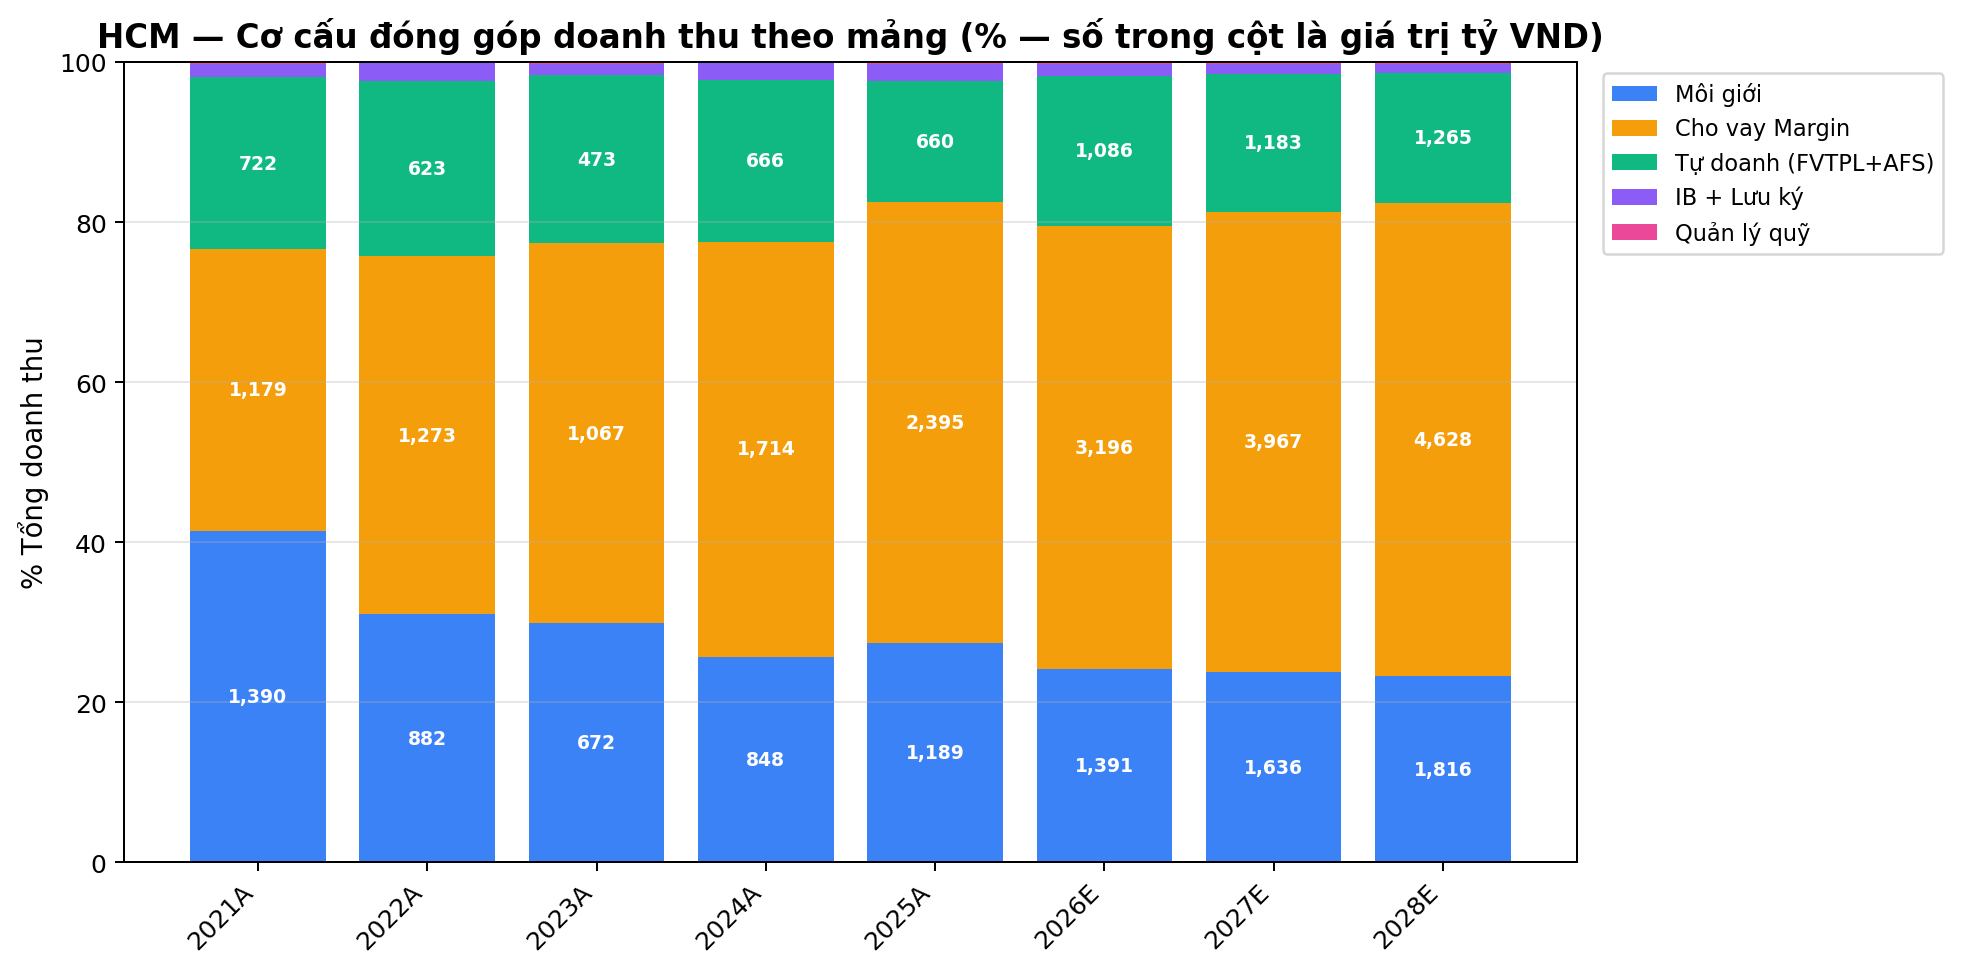 HCM — Cơ cấu đóng góp doanh thu theo mảng (% — số trong cột là giá trị tỷ VND)
% Tổng doanh thu
100
80
60
40
20
0
722
623
473
666
660
1,086
1,183
1,265
1,179
1,273
1,067
1,714
2,395
3,196
3,967
4,628
1,390
882
672
848
1,189
1,391
1,636
1,816
2021A
2022A
2023A
2024A
2025A
2026E
2027E
2028E
Môi giới
Cho vay Margin
Tự doanh (FVTPL+AFS)
IB + Lưu ký
Quản lý quỹ